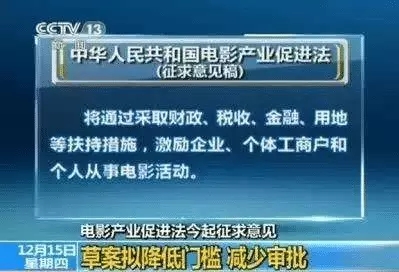 CCTV 13
新闻
中华人民共和国电影产业促进法
(征求意见稿)
将通过采取财政、税收、金融、用地
等扶持措施，激励企业、个体工商户和
个人从事电影活动。
电影产业促进法今起征求意见
12月15日
星期四
草案拟降低门槛 减少审批